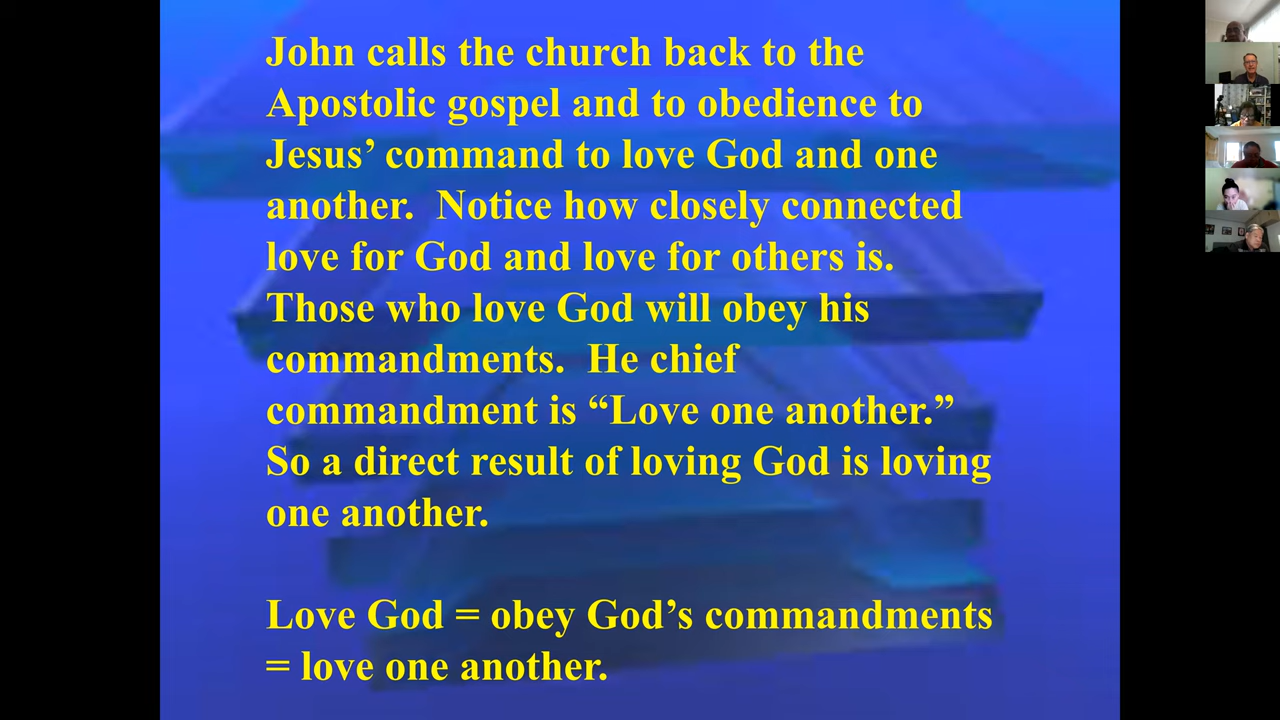 John calls the church back to the
Apostolic gospel and to obedience to
Jesus’ command to love God and one
another.  Notice how closely connected
love for God and love for others is.
Those who love God will obey his
commandments.  He chief
commandment is “Love one another.”
So a direct result of loving God is loving
one another.
Love God = obey God’s commandments
= love one another.